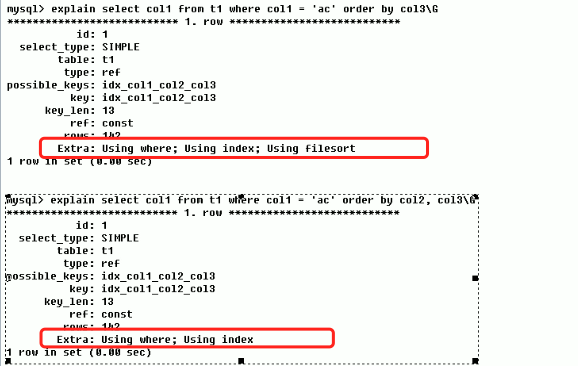 mysql> explain select col1 from t1 where col1 = 'ac' order by col3\G
*************************** 1. row ***************************
id: 1
select_type: SIMPLE
table: t1
type: ref
possible_keys: idx_col1_col2_col3
key: idx_col1_col2_col3
key_len: 13
ref: const
rows: 142
Extra: Using where; Using index; Using filesort
1 row in set (0.00 sec)
mysql> explain select col1 from t1 where col1 = 'ac' order by col2, col3\G
*************************** 1. row ***************************
id: 1
select_type: SIMPLE
table: t1
type: ref
possible_keys: idx_col1_col2_col3
key: idx_col1_col2_col3
key_len: 13
ref: const
rows: 142
Extra: Using where; Using index
1 row in set (0.00 sec)